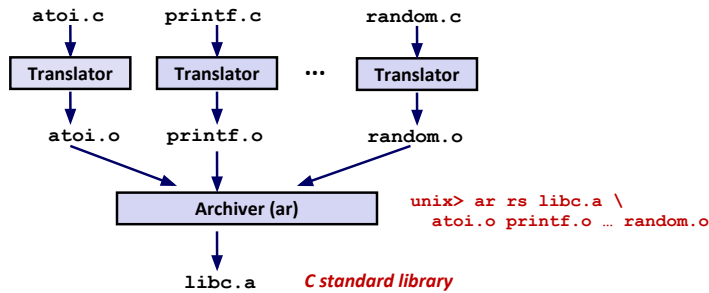 atoi.c printf.c random.c
Translator Translator ... Translator
atoi.o printf.o random.o
Archiver (ar)
unix> ar rs libc.a \
atoi.o printf.o … random.o
libc.a C standard library